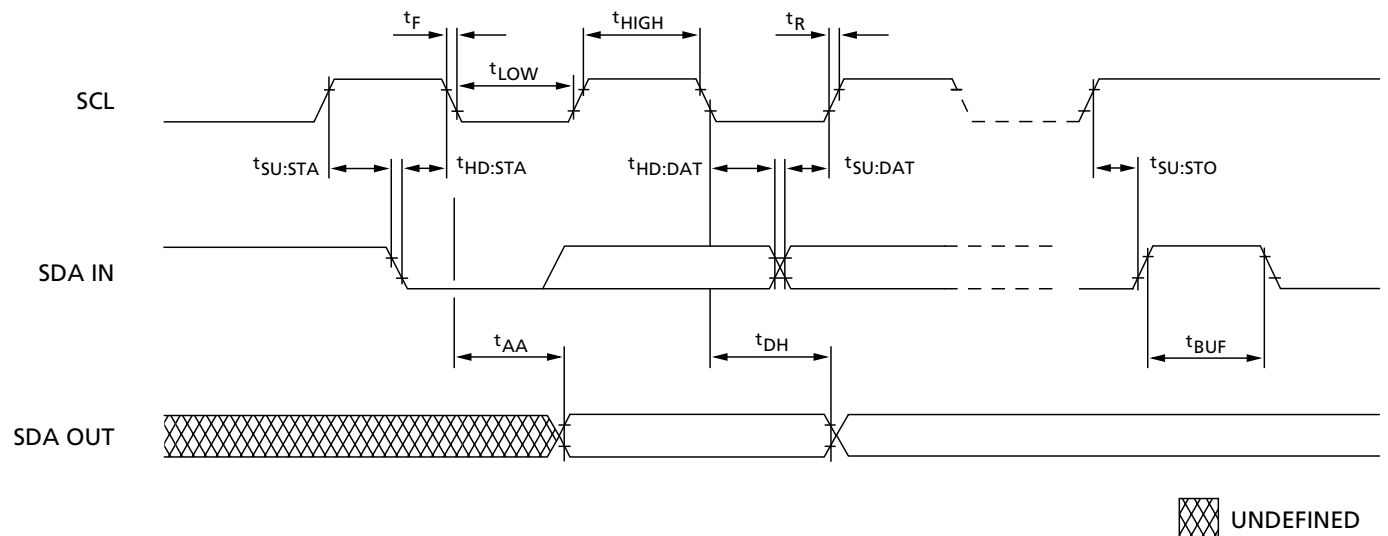 tF
tHIGH
tR
tLOW
SCL
tSU:STA
tHD:STA
tHD:DAT
tSU:DAT
tSU:STO
SDA IN
tAA
tDH
tBUF
SDA OUT
UNDEFINED